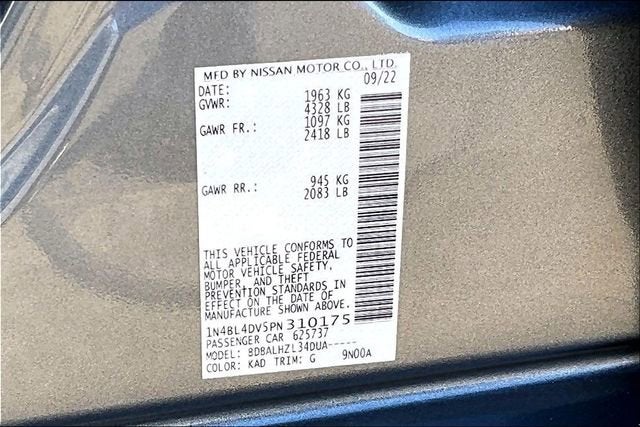 MFD BY NISSAN MOTOR CO., LTD.
DATE: 09/22
GVWR: 1963 KG
4328 LB
GAWR FR.: 1097 KG
2418 LB
GAWR RR.: 945 KG
2083 LB
THIS VEHICLE CONFORMS TO
ALL APPLICABLE FEDERAL
MOTOR VEHICLE SAFETY,
BUMPER, AND THEFT
PREVENTION STANDARDS IN
EFFECT ON THE DATE OF
MANUFACTURE SHOWN ABOVE.
1N4BL4DV5PN310175
PASSENGER CAR 625737
MODEL: BDBALHZL34DUA-----
COLOR: KAD TRIM: G 9N00A